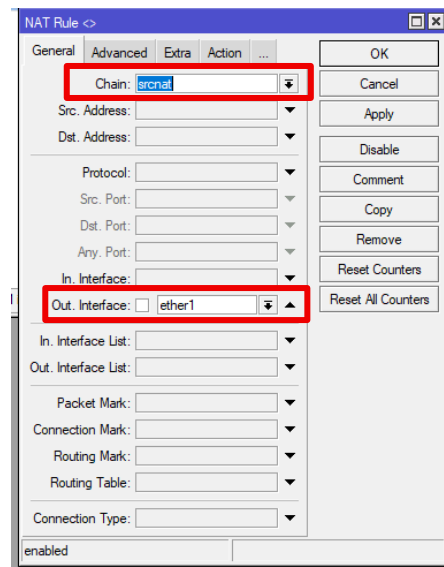 NAT Rule <>
General Advanced Extra Action ...
OK
Chain: srcnat
Cancel
Src. Address:
Apply
Dst. Address:
Disable
Protocol:
Comment
Src. Port:
Copy
Dst. Port:
Remove
Any. Port:
In. Interface:
Reset Counters
Out. Interface: ether1
Reset All Counters
In. Interface List:
Out. Interface List:
Packet Mark:
Connection Mark:
Routing Mark:
Routing Table:
Connection Type:
enabled